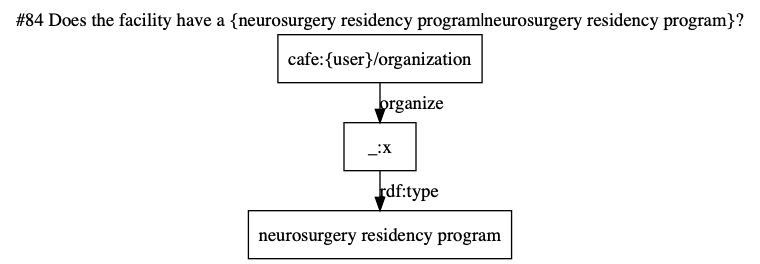 #84 Does the facility have a {neurosurgery residency program|neurosurgery residency program}?
cafe:{user}/organization
organize
_:x
rdf:type
neurosurgery residency program